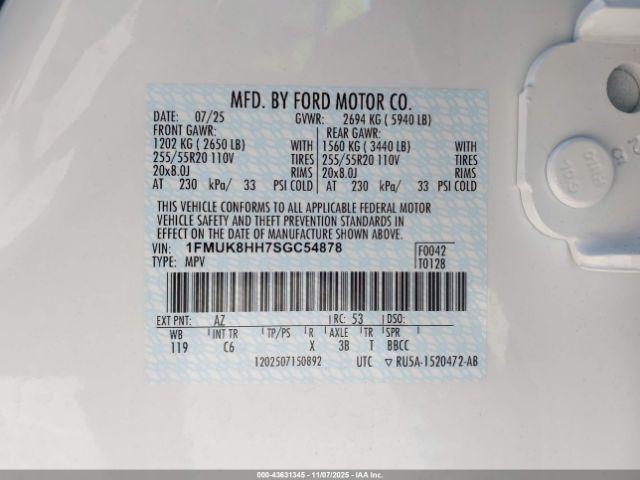 MFD. BY FORD MOTOR CO.
DATE: 07/25 GVWR: 2694 KG ( 5940 LB)
FRONT GAWR: REAR GAWR:
1202 KG ( 2650 LB) WITH 1560 KG ( 3440 LB) WITH
255/55R20 110V TIRES 255/55R20 110V TIRES
20x8.0J RIMS 20x8.0J RIMS
AT 230 kPa/ 33 PSI COLD AT 230 kPa/ 33 PSI COLD
THIS VEHICLE CONFORMS TO ALL APPLICABLE FEDERAL MOTOR
VEHICLE SAFETY AND THEFT PREVENTION STANDARDS IN
EFFECT ON THE DATE OF MANUFACTURE SHOWN ABOVE.
VIN: 1FMUK8HH7SGC54878 F0042
TYPE: MPV T0128
EXT PNT: AZ RC: 53 DSO:
WB INT TR TP/PS R AXLE TR SPR
119 C6 X 3B T BBCC
1202507150892 UTC ▽ RU5A-1520472-AB
000-43631345 - 11/07/2025 - IAA Inc.